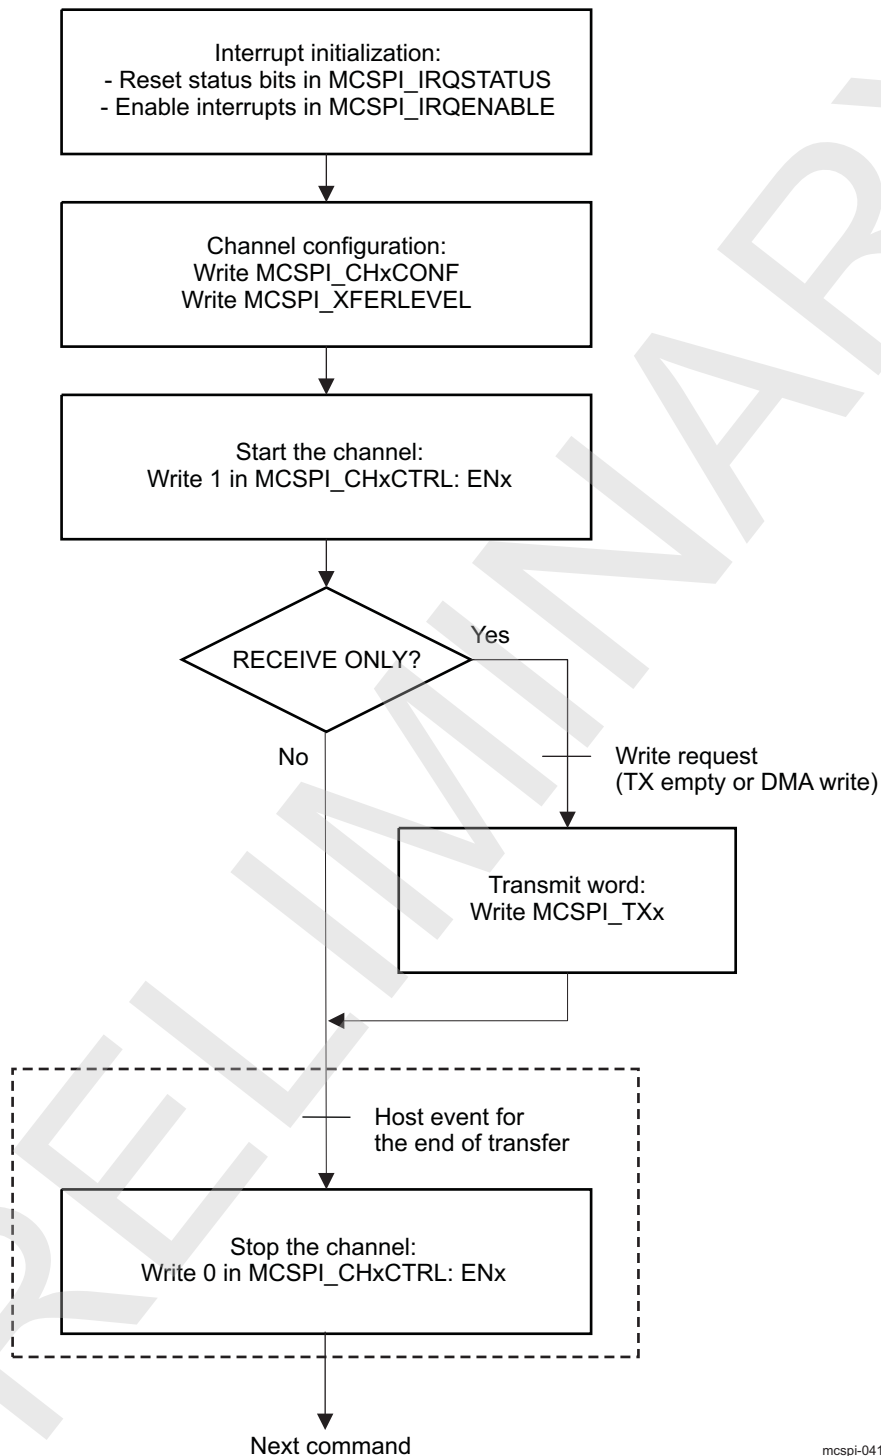 Interrupt initialization:
- Reset status bits in MCSPI_IRQSTATUS
- Enable interrupts in MCSPI_IRQENABLE
Channel configuration:
Write MCSPI_CHxCONF
Write MCSPI_XFERLEVEL
Start the channel:
Write 1 in MCSPI_CHxCTRL: ENx
RECEIVE ONLY?
Yes
No
Write request
(TX empty or DMA write)
Transmit word:
Write MCSPI_TXx
Host event for
the end of transfer
Stop the channel:
Write 0 in MCSPI_CHxCTRL: ENx
Next command
mcspi-041
RELIMINAR